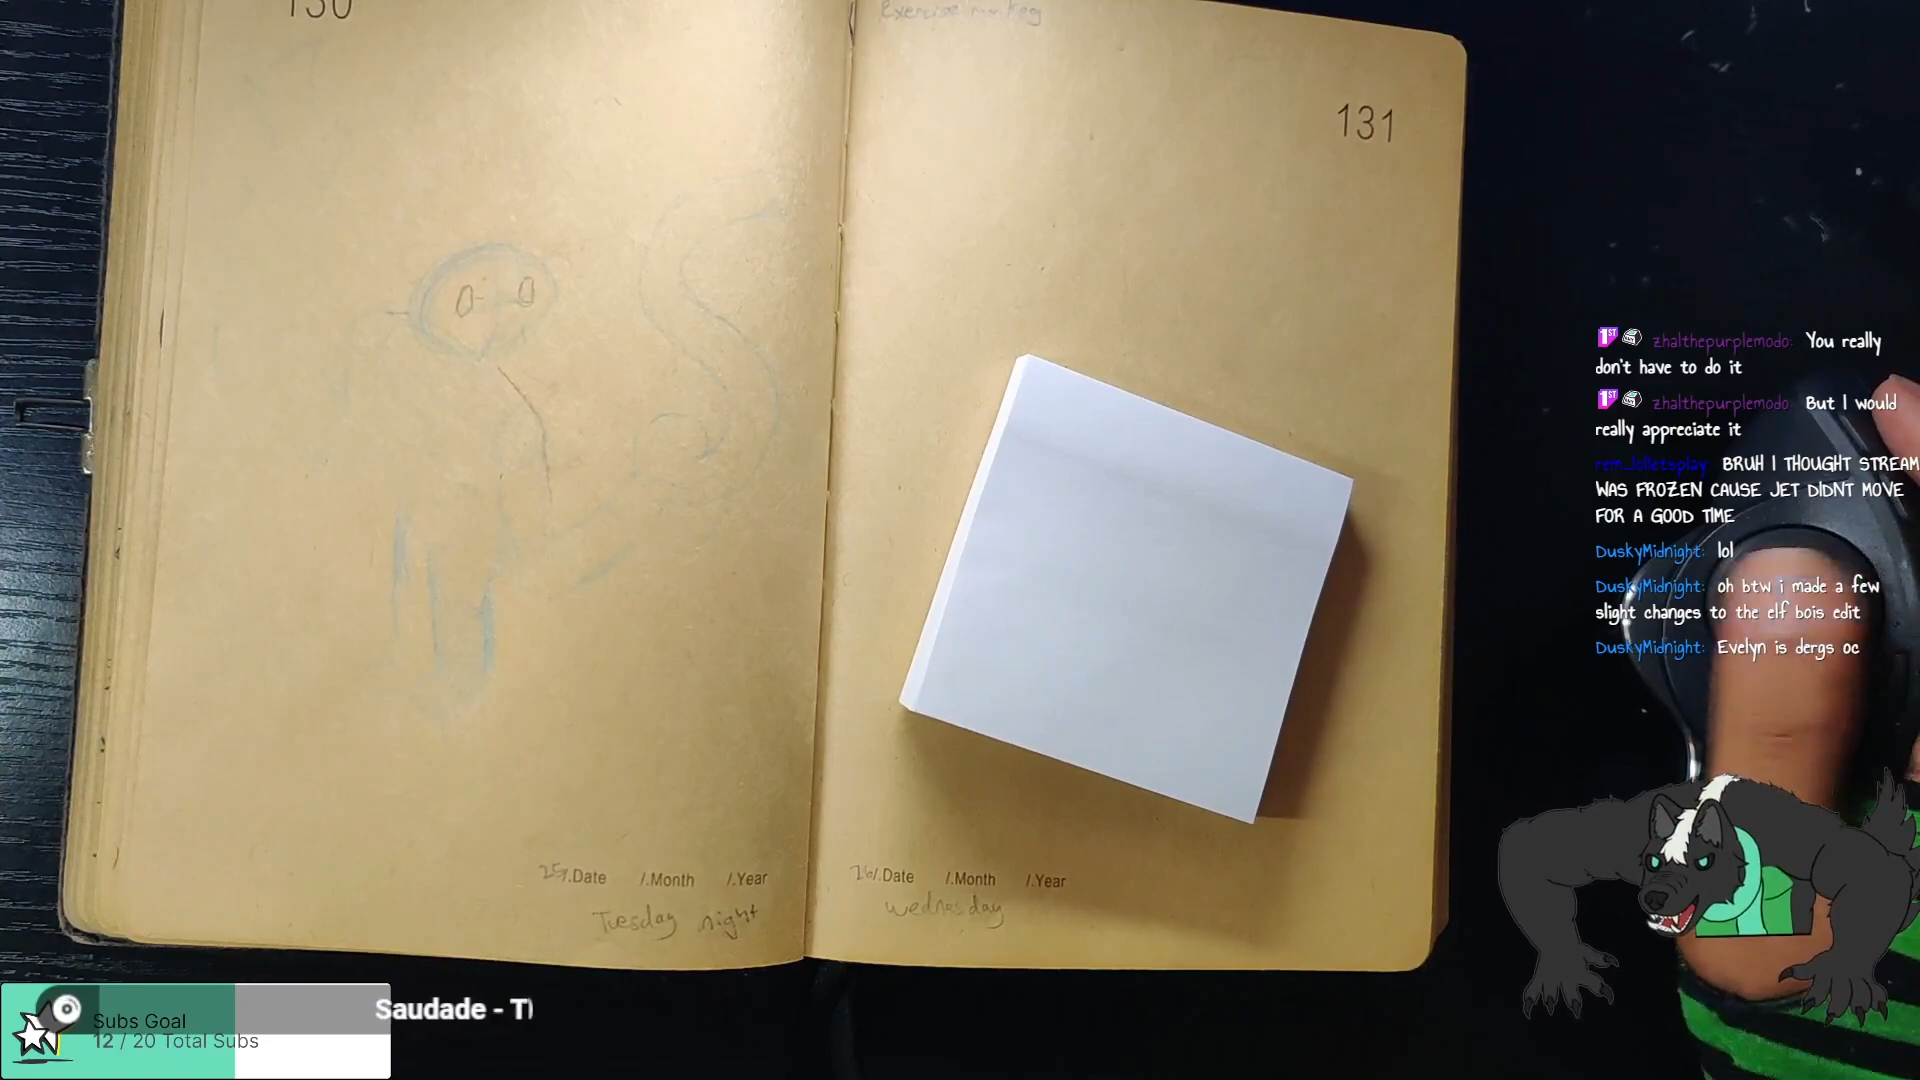 130
Exercise
131
25/.Date /.Month /.Year
Tuesday night
26/.Date /.Month /.Year
wednesday
zhalthepurplemodo: You really
don't have to do it
zhalthepurplemodo: But I would
really appreciate it
rem_lolletsplay: BRUH I THOUGHT STREAM
WAS FROZEN CAUSE JET DIDNT MOVE
FOR A GOOD TIME
DuskyMidnight: lol
DuskyMidnight: oh btw i made a few
slight changes to the elf bois edit
DuskyMidnight: Evelyn is dergs oc
Subs Goal
12 / 20 Total Subs
Saudade -